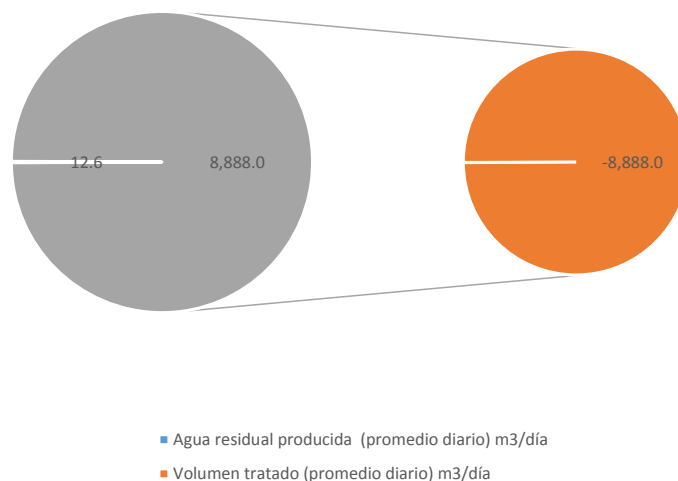 12.6
8,888.0
-8,888.0
Agua residual producida (promedio diario) m3/día
Volumen tratado (promedio diario) m3/día